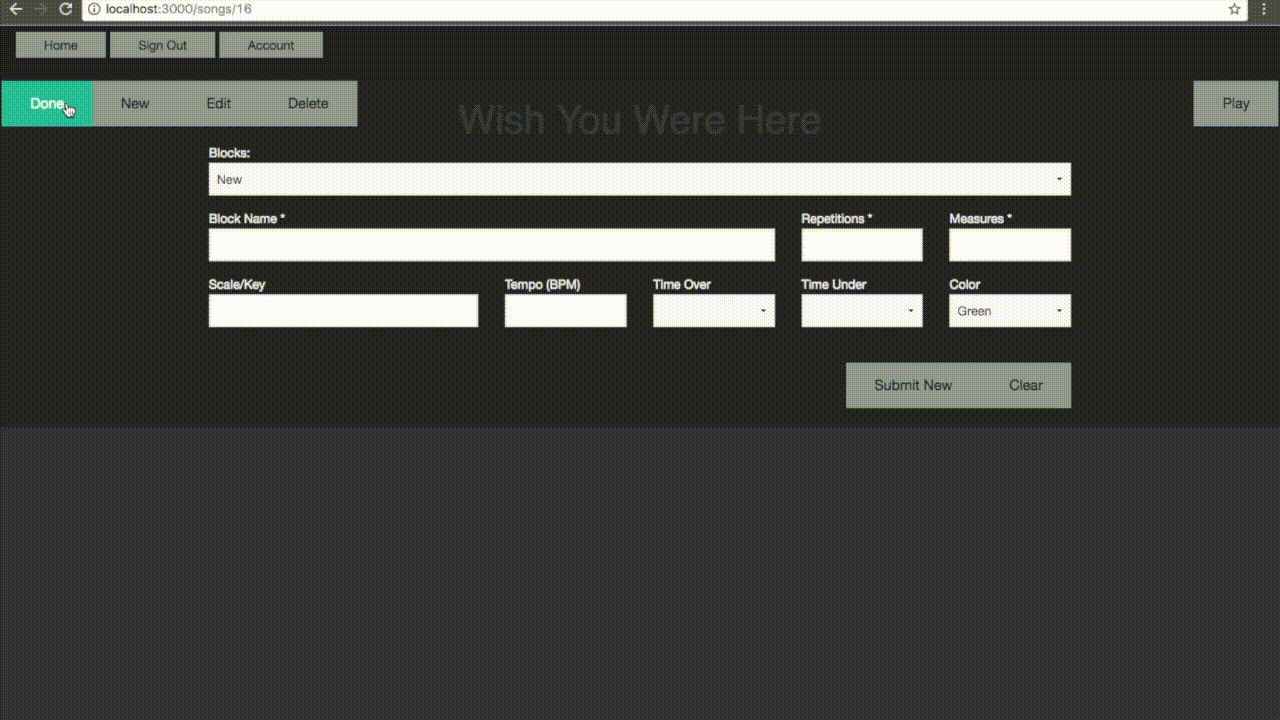 localhost:3000/songs/16
Home Sign Out Account
Done New Edit Delete Play
Wish You Were Here
Blocks:
New
Block Name * Repetitions * Measures *
Scale/Key Tempo (BPM) Time Over Time Under Color
Green
Submit New Clear